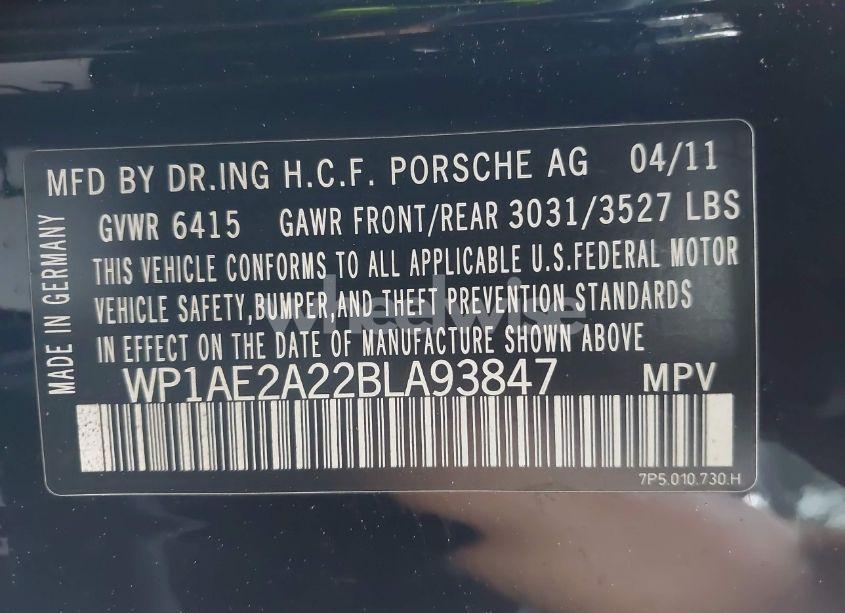 MFD BY DR.ING H.C.F. PORSCHE AG 04/11
GVWR 6415 GAWR FRONT/REAR 3031/3527 LBS
THIS VEHICLE CONFORMS TO ALL APPLICABLE U.S.FEDERAL MOTOR
VEHICLE SAFETY,BUMPER,AND THEFT PREVENTION STANDARDS
IN EFFECT ON THE DATE OF MANUFACTURE SHOWN ABOVE
WP1AE2A22BLA93847 MPV
7P5.010.730.H
MADE IN GERMANY
wheelwise